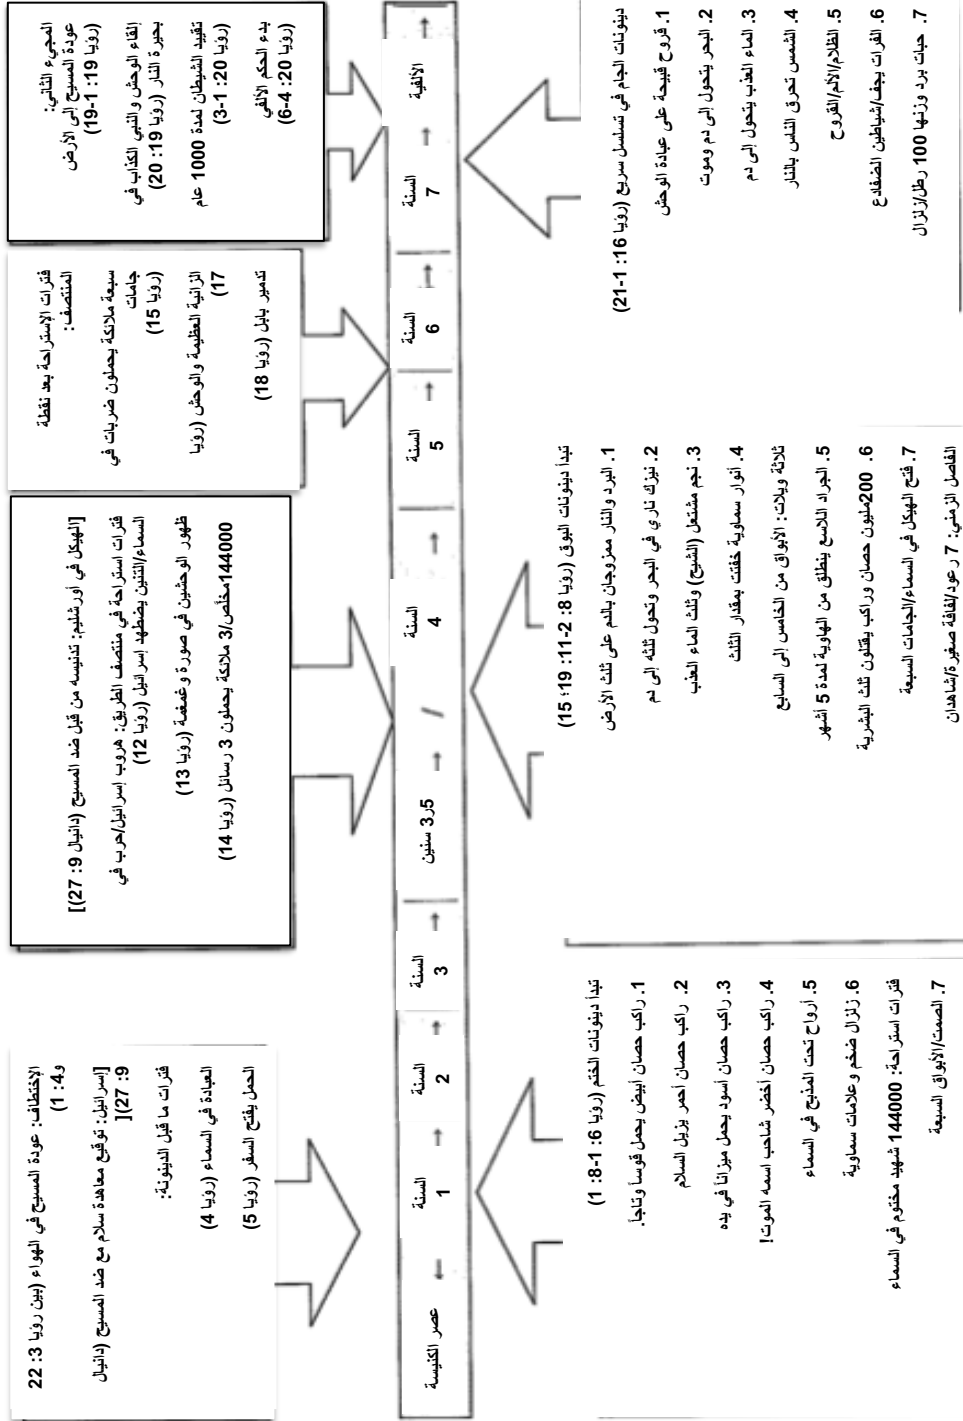 الإختطاف: عودة المسيح في الهواء (بين رؤيا 3: 22
و4: 1)
[إسرائيل: توقيع معاهدة سلام مع ضد المسيح (دانيال
9: 27)[
فترات ما قبل الدينونة:
العبادة في السماء (رؤيا 4)
الحمل يفتح السفر (رؤيا 5)
[الهيكل في أورشليم: تدنيسه من قبل ضد المسيح (دانيال 9: 27)]
فترات استراحة في منتصف الطريق: هروب إسرائيل/حرب في
السماء/التنين يضطهد إسرائيل (رؤيا 12)
ظهور الوحشين في صورة وغمغمة (رؤيا 13)
144000مخلّص/3 ملائكة يحملون 3 رسائل (رؤيا 14)
فترات الإستراحة بعد نقطة
المنتصف:
سبعة ملائكة يحملون ضربات في
جامات
(رؤيا 15)
الزانية العظيمة والوحش (رؤيا
17)
تدمير بابل (رؤيا 18)
المجيء الثاني:
عودة المسيح إلى الأرض
(رؤيا 19: 1-19)
إلقاء الوحش والنبي الكذاب في
بحيرة النار (رؤيا 19: 20)
تقييد الشيطان لمدة 1000 عام
(رؤيا 20: 1-3)
بدء الحكم الألفي
(رؤيا 20: 4-6)
عصر الكنيسة
←
السنة
1
→
السنة
2
→
السنة
3
→
3ر5 سنين
→
/
السنة
4
→
السنة
5
→
السنة
6
→
السنة
7
→
الألفية
→
تبدأ دينونات الختم (رؤيا 6: 1-8: 1)
1. راكب حصان أبيض يحمل قوساً وتاجاً.
2. راكب حصان أحمر يزيل السلام
3. راكب حصان أسود يحمل ميزاناً في يده
4. راكب حصان أخضر شاحب اسمه الموت!
5. أرواح تحت المذبح في السماء
6. زلزال ضخم وعلامات سماوية
فترات استراحة: 144000 شهيد مختوم في السماء
7. الصمت/الأبواق السبعة
تبدأ دينونات البوق (رؤيا 8: 2-11: 19؛ 15)
1. البرد والنار ممزوجان بالدم على ثلث الأرض
2. نيزك ناري في البحر وتحول ثلثه إلى دم
3. نجم مشتعل (الشيح) وثلث الماء العذب
4. أنوار سماوية خفتت بمقدار الثلث
ثلاثة ويلات: الأبواق من الخامس إلى السابع
5. الجراد اللاسع ينطلق من الهاوية لمدة 5 أشهر
6. 200مليون حصان وراكب يقتلون ثلث البشرية
7. فتح الهيكل في السماء/الجامات السبعة
الفاصل الزمني: 7 رعود/لفافة صغيرة/شاهدان
دينونات الجام في تسلسل سريع (رؤيا 16: 1-21)
1. قروح قبيحة على عبادة الوحش
2. البحر يتحول إلى دم وموت
3. الماء العذب يتحول إلى دم
4. الشمس تحرق الناس بالنار
5. الظلام/الألم/القروح
6. الفرات يجف/شياطين الضفادع
7. حبات برد وزنها 100 رطل/زلزال